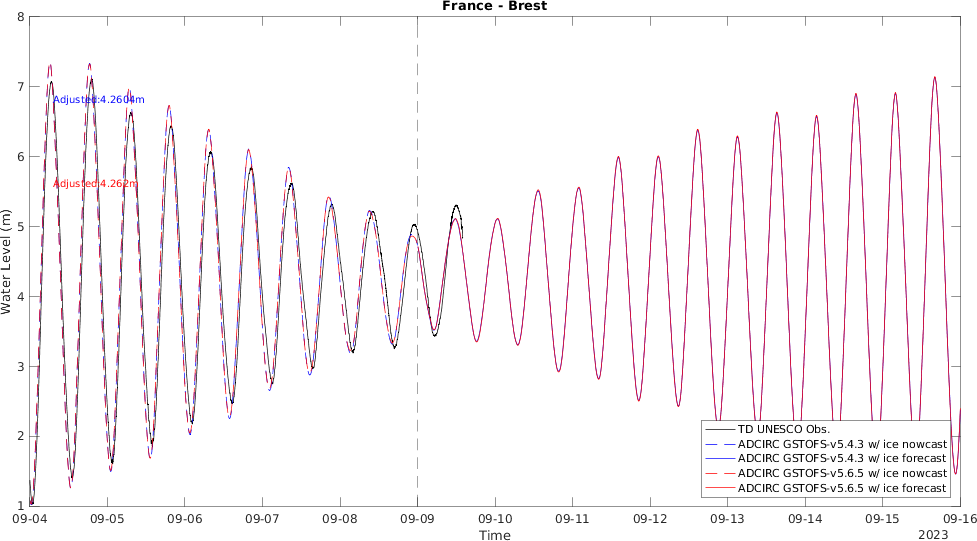 France - Brest
8
7
6
5
4
3
2
1
Water Level (m)
Adjusted:4.2604m
Adjusted:4.262m
TD UNESCO Obs.
ADCIRC GSTOFS-v5.4.3 w/ ice nowcast
ADCIRC GSTOFS-v5.4.3 w/ ice forecast
ADCIRC GSTOFS-v5.6.5 w/ ice nowcast
ADCIRC GSTOFS-v5.6.5 w/ ice forecast
09-04 09-05 09-06 09-07 09-08 09-09 09-10 09-11 09-12 09-13 09-14 09-15 09-16
Time
2023